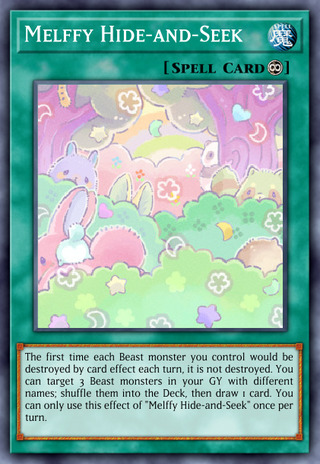 Melffy Hide-and-Seek
魔
[Spell Card]
The first time each Beast monster you control would be
destroyed by card effect each turn, it is not destroyed. You
can target 3 Beast monsters in your GY with different
names; shuffle them into the Deck, then draw 1 card. You
can only use this effect of "Melffy Hide-and-Seek" once per
turn.